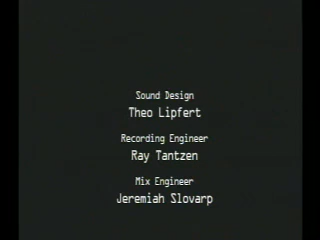 Sound Design
Theo Lipfert
Recording Engineer
Ray Tantzen
Mix Engineer
Jeremiah Slovarp